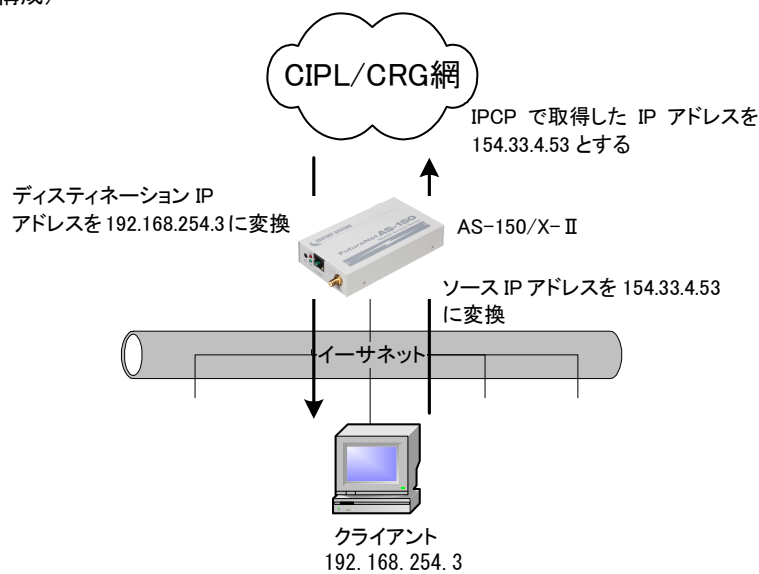 構成)
CIPL/CRG網
IPCP で取得した IP アドレスを
154.33.4.53 とする
ディスティネーション IP
アドレスを 192.168.254.3 に変換
FutureNet AS-150
AS-150/X-Ⅱ
ソース IP アドレスを 154.33.4.53
に変換
イーサネット
クライアント
192.168.254.3